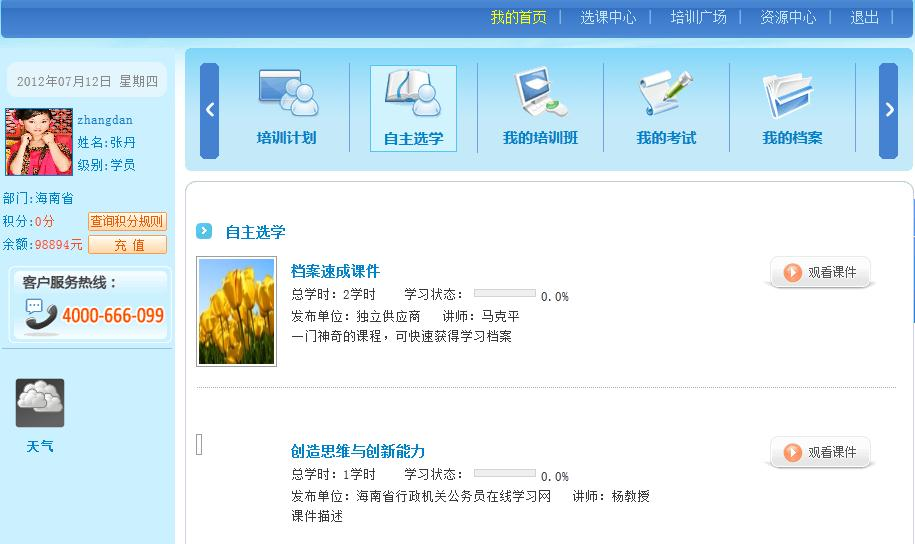 我的首页 | 选课中心 | 培训广场 | 资源中心 | 退出 |
2012年07月12日 星期四
zhangdan
姓名:张丹
级别:学员
部门:海南省
积分:0分 查询积分规则
余额:98894元 充 值
客户服务热线：
4000-666-099
天气
培训计划 自主选学 我的培训班 我的考试 我的档案
自主选学
档案速成课件
观看课件
总学时：2学时 学习状态： 0.0%
发布单位：独立供应商 讲师：马克平
一门神奇的课程，可快速获得学习档案
创造思维与创新能力
观看课件
总学时：1学时 学习状态： 0.0%
发布单位：海南省行政机关公务员在线学习网 讲师：杨教授
课件描述